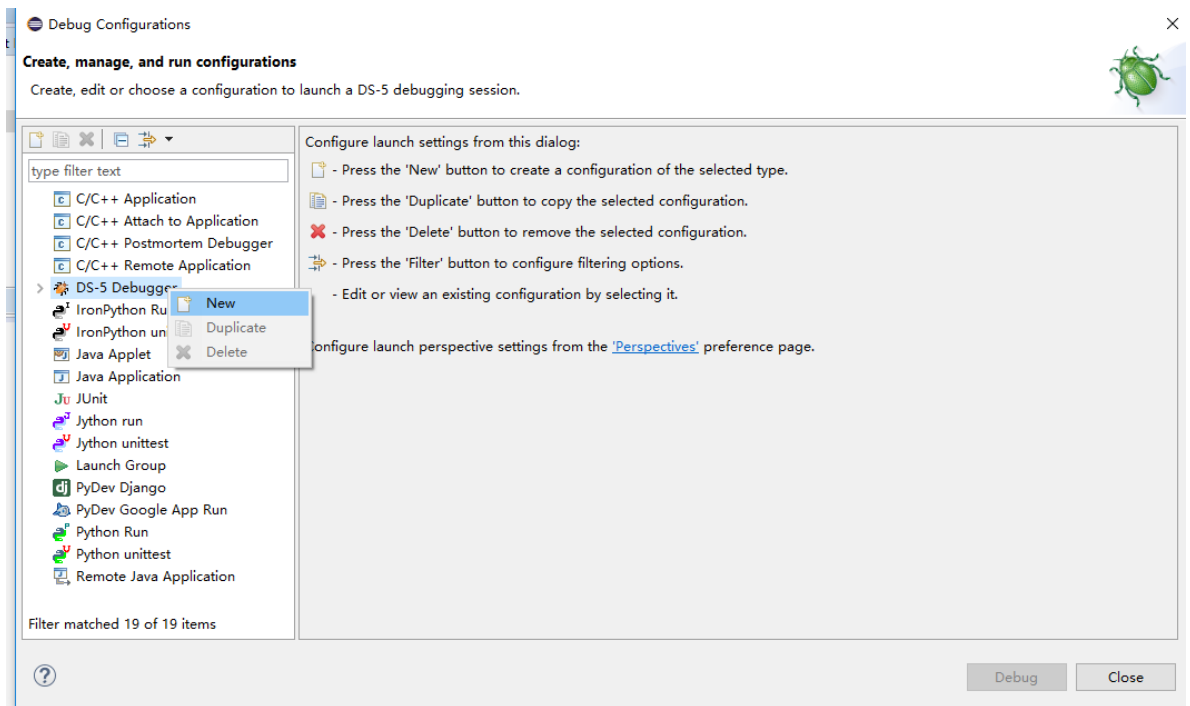 Debug Configurations
Create, manage, and run configurations
Create, edit or choose a configuration to launch a DS-5 debugging session.
type filter text
C/C++ Application
C/C++ Attach to Application
C/C++ Postmortem Debugger
C/C++ Remote Application
DS-5 Debugger
IronPython Ru
IronPython un
Java Applet
Java Application
Ju JUnit
Jython run
Jython unittest
Launch Group
dj PyDev Django
PyDev Google App Run
Python Run
Python unittest
Remote Java Application
Filter matched 19 of 19 items
New
Duplicate
Delete
Configure launch settings from this dialog:
- Press the 'New' button to create a configuration of the selected type.
- Press the 'Duplicate' button to copy the selected configuration.
- Press the 'Delete' button to remove the selected configuration.
- Press the 'Filter' button to configure filtering options.
- Edit or view an existing configuration by selecting it.
onfigure launch perspective settings from the 'Perspectives' preference page.
Debug
Close